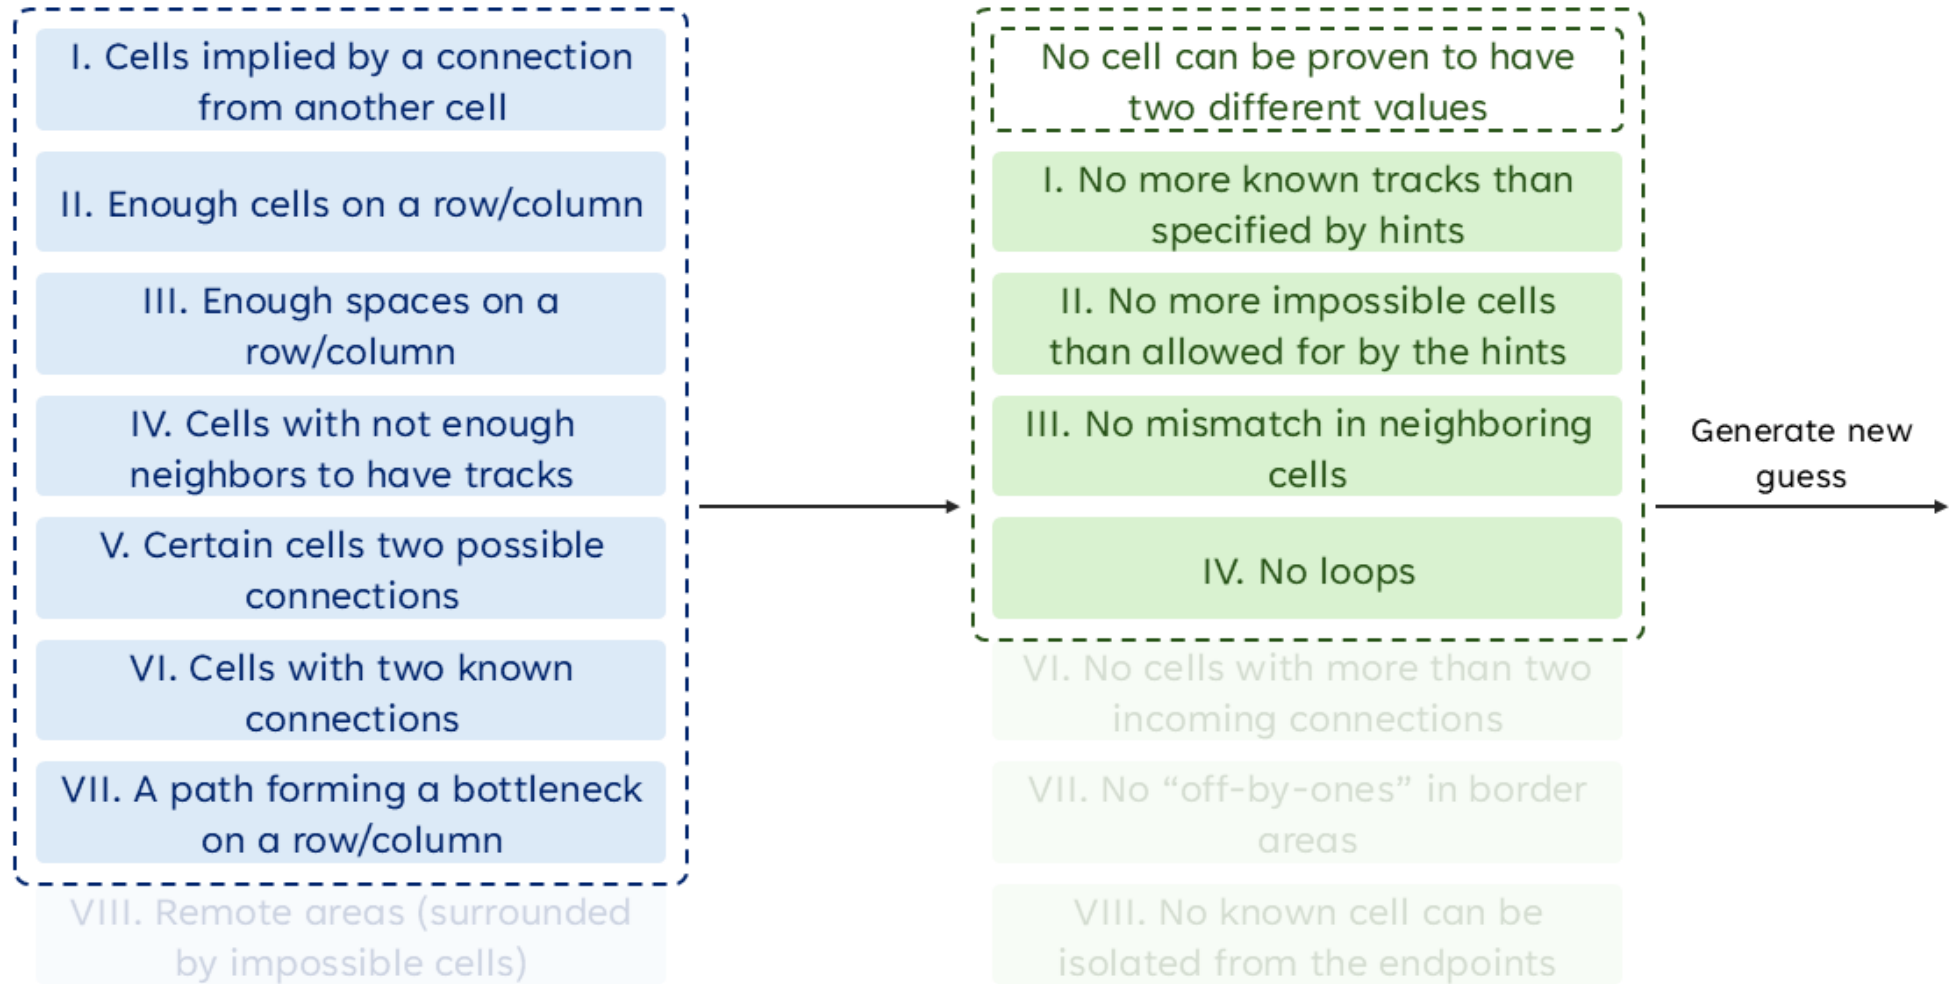 I. Cells implied by a connection
from another cell
II. Enough cells on a row/column
III. Enough spaces on a
row/column
IV. Cells with not enough
neighbors to have tracks
V. Certain cells two possible
connections
VI. Cells with two known
connections
VII. A path forming a bottleneck
on a row/column
VIII. Remote areas (surrounded
by impossible cells)
No cell can be proven to have
two different values
I. No more known tracks than
specified by hints
II. No more impossible cells
than allowed for by the hints
III. No mismatch in neighboring
cells
IV. No loops
VI. No cells with more than two
incoming connections
VII. No “off-by-ones” in border
areas
VIII. No known cell can be
isolated from the endpoints
Generate new
guess